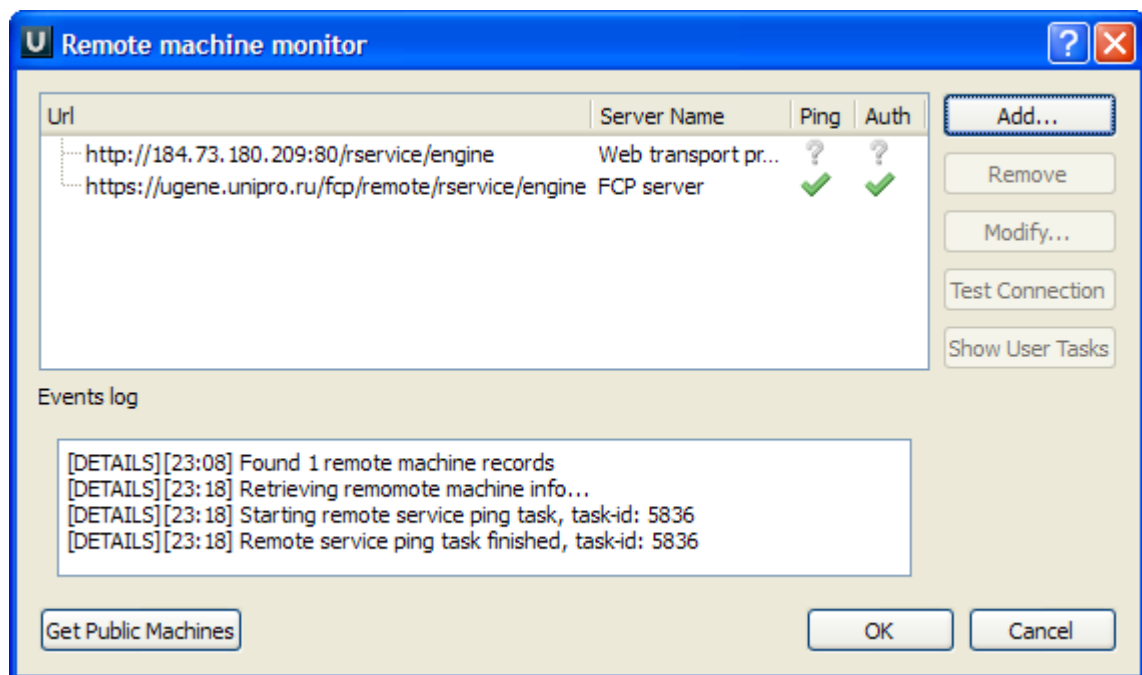 U Remote machine monitor ?
Url Server Name Ping Auth
http://184.73.180.209:80/rservice/engine Web transport pr... ? ?
https://ugene.unipro.ru/fcp/remote/rservice/engine FCP server
Add...
Remove
Modify...
Test Connection
Show User Tasks
Events log
[DETAILS][23:08] Found 1 remote machine records
[DETAILS][23:18] Retrieving remomote machine info...
[DETAILS][23:18] Starting remote service ping task, task-id: 5836
[DETAILS][23:18] Remote service ping task finished, task-id: 5836
Get Public Machines OK Cancel